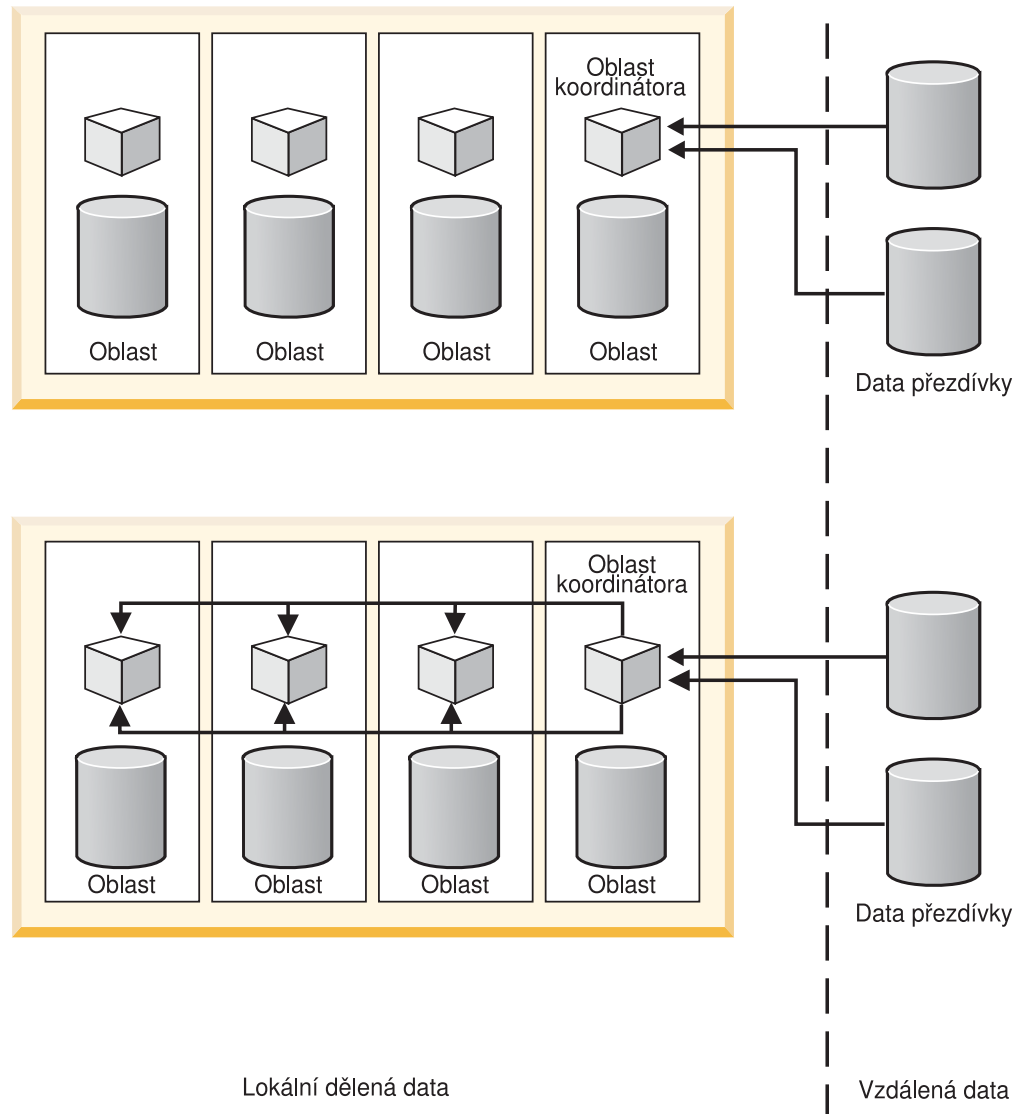 Oblast
koordinátora
Oblast
Oblast
Oblast
Oblast
Data přezdívky
Oblast
koordinátora
Oblast
Oblast
Oblast
Oblast
Data přezdívky
Lokální dělená data
Vzdálená data